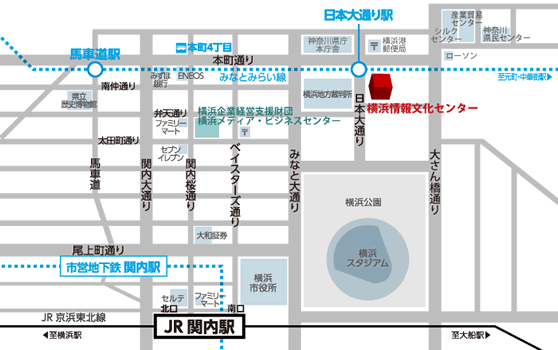 日本大通り駅
産業貿易
センター
シルク
センター
神奈川
県民センター
神奈川県庁
本庁舎
〒
横浜港
郵便局
ローソン
馬車道駅
本町4丁目
本町通り
みずほ
銀行
ENEOS
みなとみらい線
至元町・中華街駅▶
南仲通り
県立
歴史博物館
横浜地方裁判所
日本大通り
横浜情報文化センター
弁天通り
ファミリー
マート
横浜企業経営支援財団
横浜メディア・ビジネスセンター
〒
太田町通り
セブン
イレブン
馬車道
関内大通り
関内桜通り
ベイスターズ通り
みなと大通り
大さん橋通り
横浜公園
横浜
スタジアム
大和証券
尾上町通り
市営地下鉄 関内駅
横浜
市役所
セルテ
ファミリー
マート
北口
南口
JR 京浜東北線
JR 関内駅
◀至横浜駅
至大船駅▶